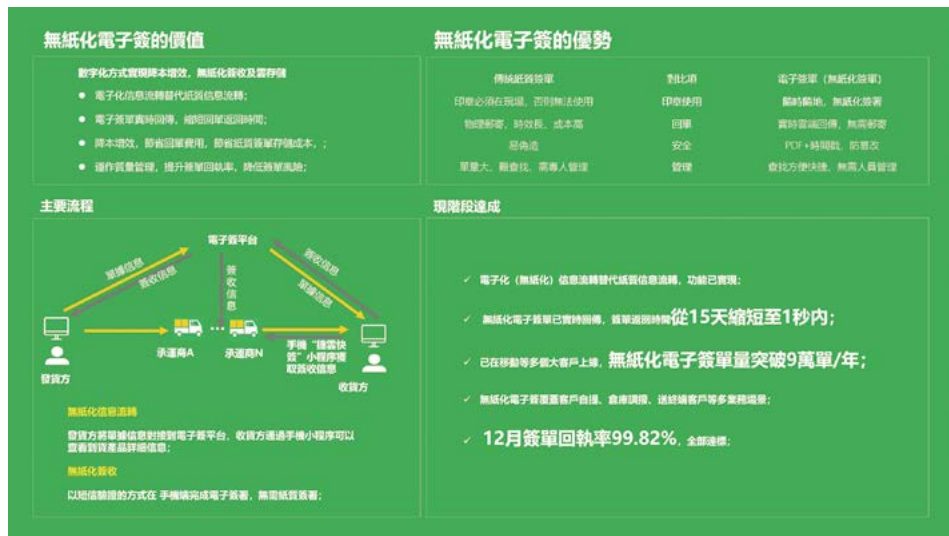 無紙化電子簽的價值
數字化方式實現降本增效，無紙化簽收及雲存儲
● 電子化信息流轉替代紙質信息流轉；
● 電子簽單實時回傳，縮短回單返回時間；
● 降本增效，節省回單費用，節省紙質簽單存儲成本，；
● 運作質量管理，提升簽單回執率，降低簽單風險；
無紙化電子簽的優勢
傳統紙質簽單 對比項 電子簽單（無紙化簽單）
印章必須在現場，否則無法使用 印章使用 隨時隨地，無紙化簽署
物理郵寄，時效長、成本高 回單 實時雲端回傳，無需郵寄
易偽造 安全 PDF+時間戳，防篡改
單量大、難查找、需專人管理 管理 查找方便快捷，無需人員管理
主要流程
電子簽平台
單據信息
簽收信息
簽收信息
簽收信息
單據信息
發貨方
承運商A
...
承運商N
手機“鏈雲快
簽”小程序獲
取簽收信息
收貨方
無紙化信息流轉
發貨方將單據信息對接到電子簽平台，收貨方通過手機小程序可以
查看到貨產品詳細信息；
無紙化簽收
以短信驗證的方式在 手機端完成電子簽署，無需紙質簽署；
現階段達成
✓ 電子化（無紙化）信息流轉替代紙質信息流轉，功能已實現；
✓ 無紙化電子簽單已實時回傳，簽單返回時間從15天縮短至1秒內；
✓ 已在移動等多個大客戶上線，無紙化電子簽單量突破9萬單/年；
✓ 無紙化電子簽覆蓋客戶自提、倉庫調撥、送終端客戶等多業務場景；
✓ 12月簽單回執率99.82%，全部達標；